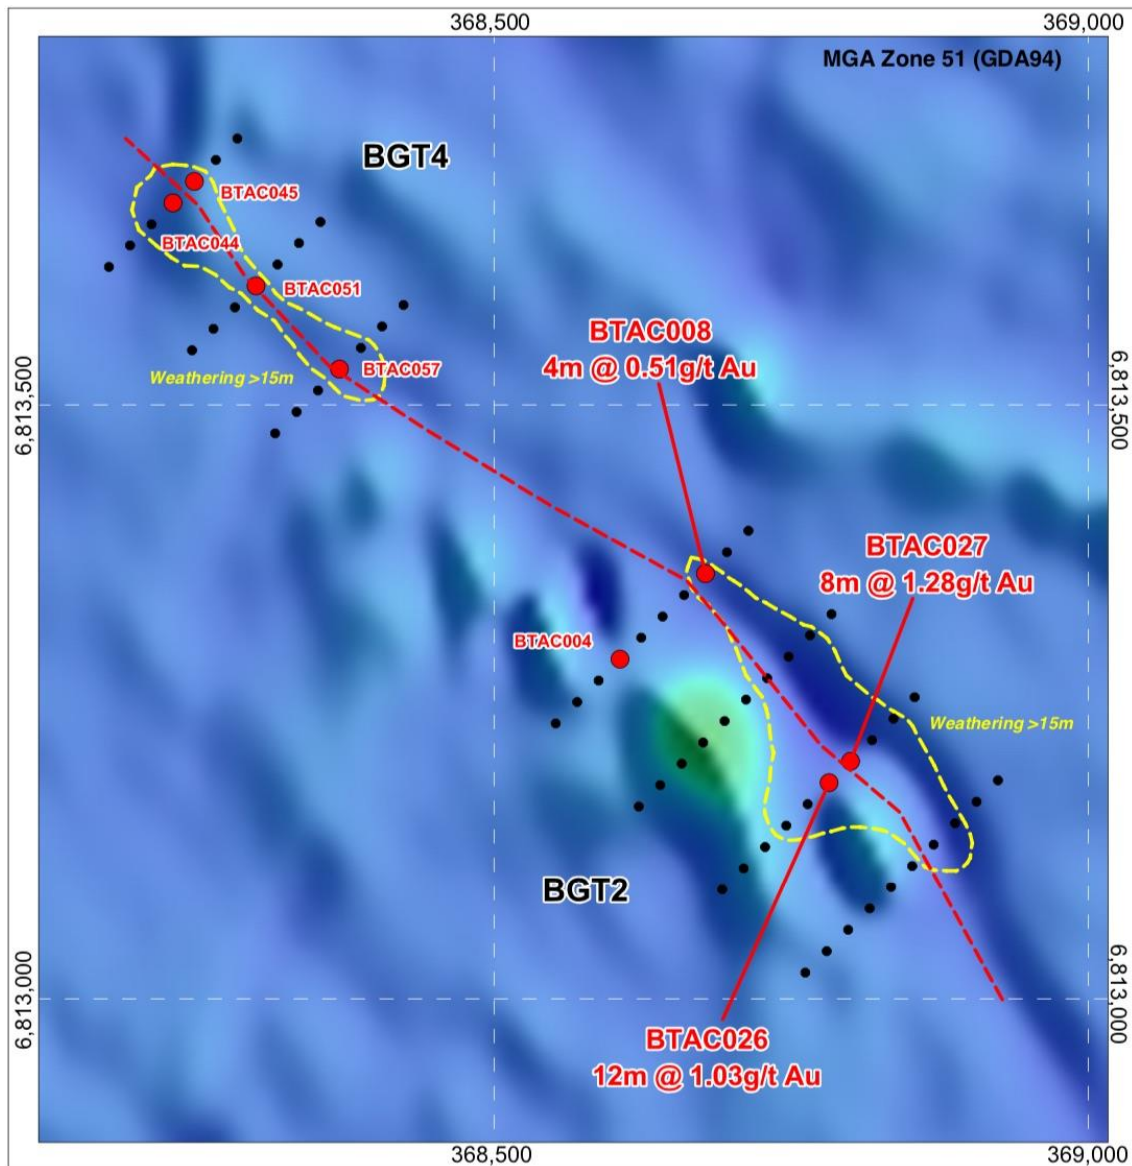 368,500
369,000
MGA Zone 51 (GDA94)
BGT4
BTAC045
BTAC044
BTAC051
BTAC008
4m @ 0.51g/t Au
BTAC057
Weathering >15m
6,813,500
6,813,500
BTAC027
8m @ 1.28g/t Au
BTAC004
Weathering >15m
BGT2
6,813,000
6,813,000
BTAC026
12m @ 1.03g/t Au
368,500
369,000